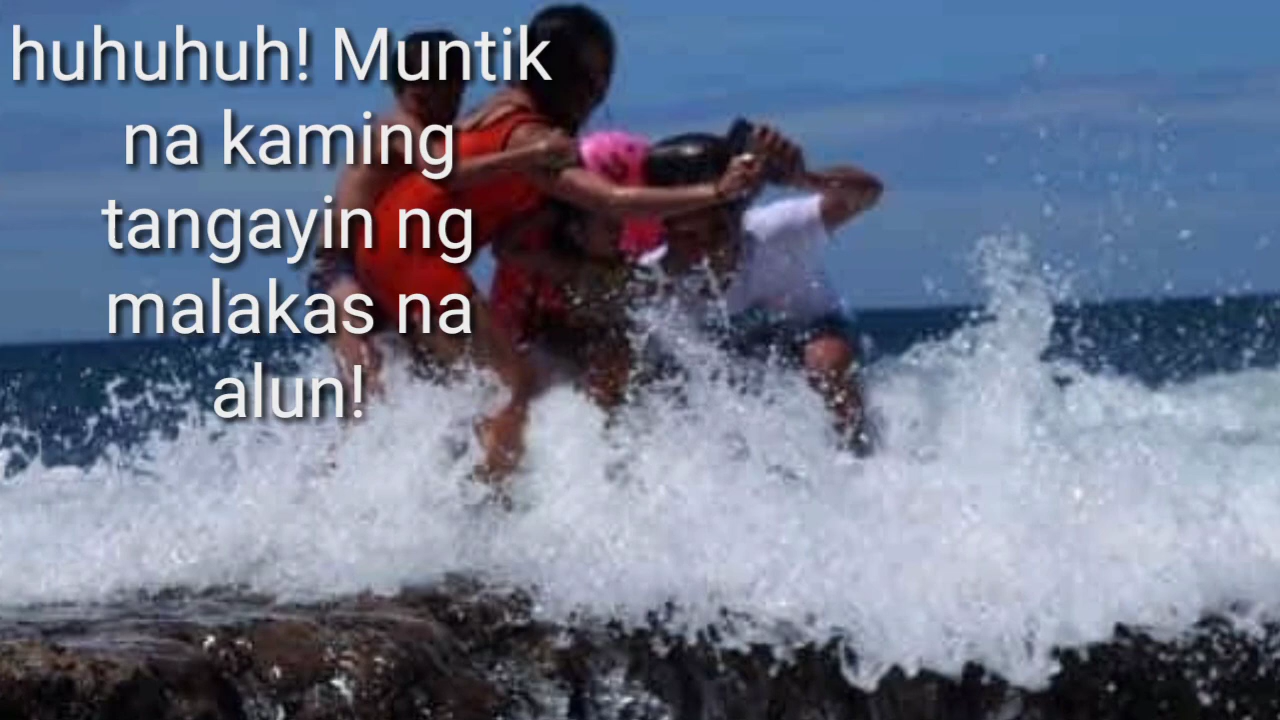 huhuhuh! Muntik
na kaming
tangayin ng
malakas na
alun!